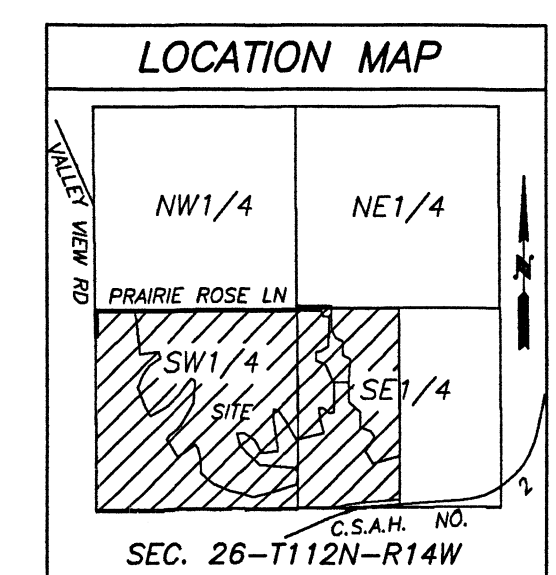 LOCATION MAP
VALLEY VIEW RD
NW1/4
NE1/4
N
PRAIRIE ROSE LN
SW1/4
SE1/4
SITE
C.S.A.H. NO. 2
SEC. 26-T112N-R14W